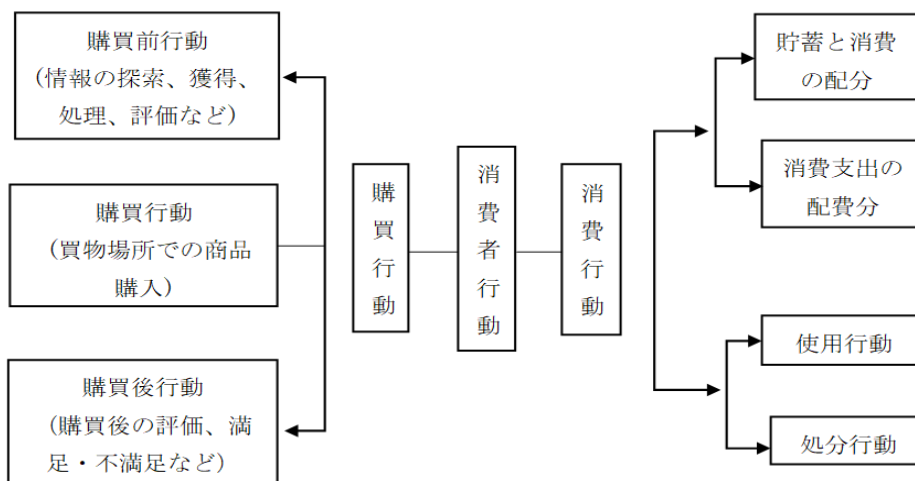 購買前行動
(情報の探索、獲得、
処理、評価など)
購買行動
(買物場所での商品
購入)
購買後行動
(購買後の評価、満
足・不満足など)
購買行動
消費者行動
消費行動
貯蓄と消費
の配分
消費支出の
配費分
使用行動
処分行動